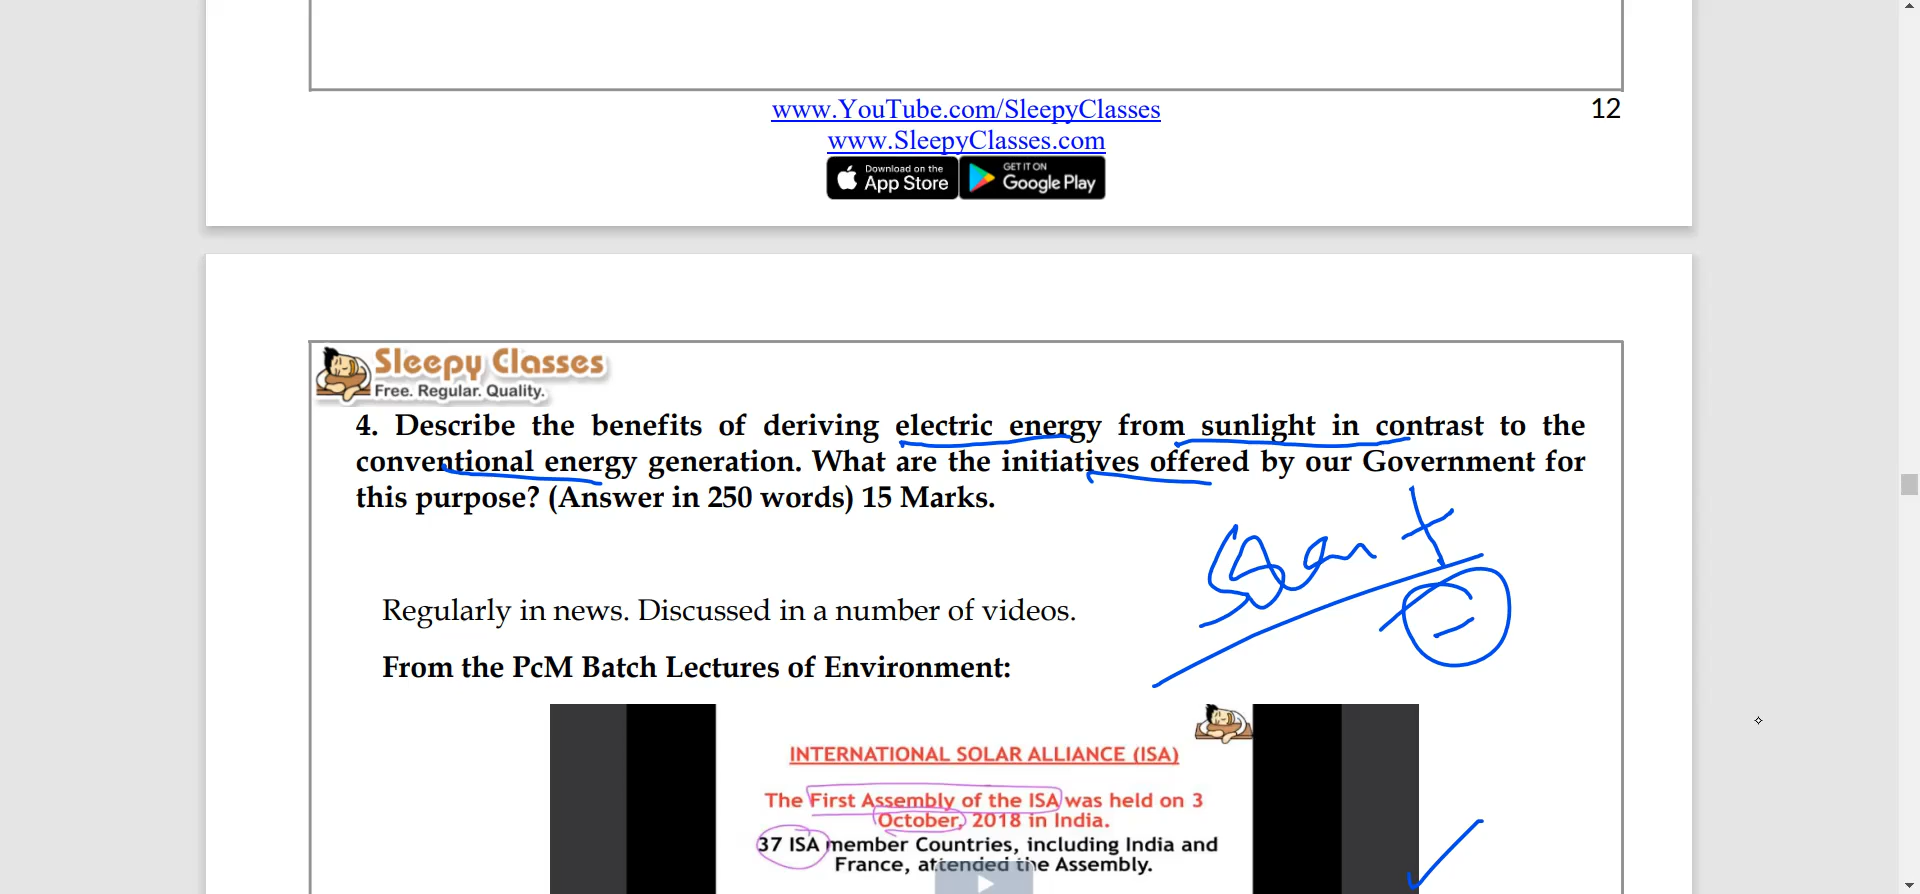 www.YouTube.com/SleepyClasses
12
www.SleepyClasses.com
Download on the
App Store
GET IT ON
Google Play
Sleepy Classes
Free. Regular. Quality.
4. Describe the benefits of deriving electric energy from sunlight in contrast to the
conventional energy generation. What are the initiatives offered by our Government for
this purpose? (Answer in 250 words) 15 Marks.
Regularly in news. Discussed in a number of videos.
From the PcM Batch Lectures of Environment:
INTERNATIONAL SOLAR ALLIANCE (ISA)
The First Assembly of the ISA was held on 3
October, 2018 in India.
37 ISA member Countries, including India and
France, attended the Assembly.